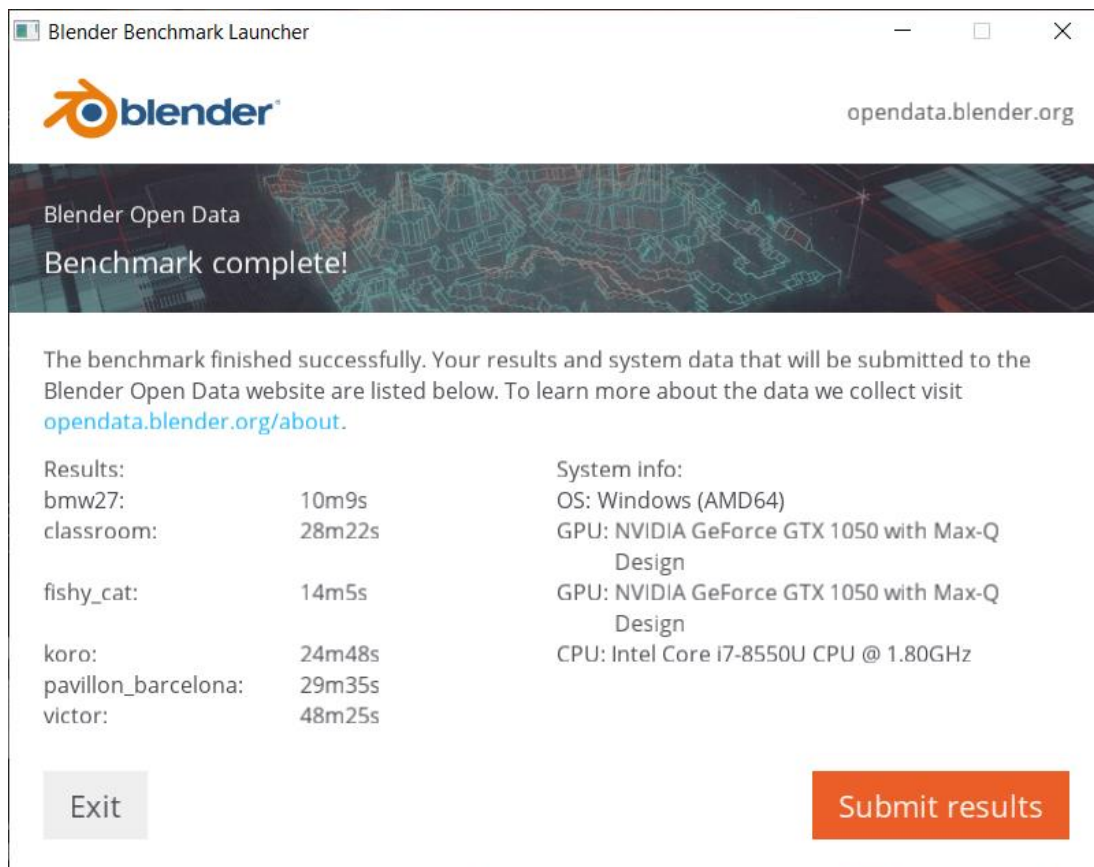 Blender Benchmark Launcher
blender
opendata.blender.org
Blender Open Data
Benchmark complete!
The benchmark finished successfully. Your results and system data that will be submitted to the
Blender Open Data website are listed below. To learn more about the data we collect visit
opendata.blender.org/about.
Results:
bmw27: 10m9s
classroom: 28m22s
fishy_cat: 14m5s
koro: 24m48s
pavillon_barcelona: 29m35s
victor: 48m25s
System info:
OS: Windows (AMD64)
GPU: NVIDIA GeForce GTX 1050 with Max-Q
Design
GPU: NVIDIA GeForce GTX 1050 with Max-Q
Design
CPU: Intel Core i7-8550U CPU @ 1.80GHz
Exit
Submit results